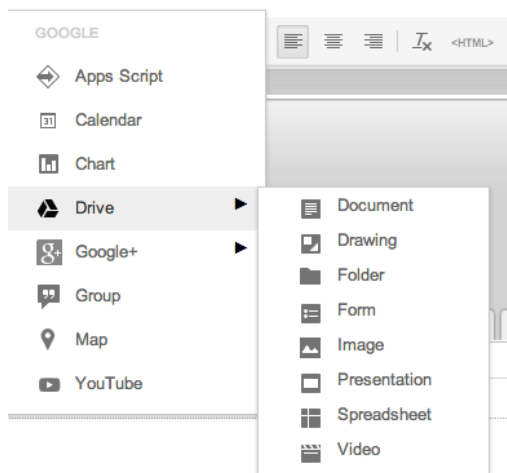 GOOGLE
<HTML>
Apps Script
31 Calendar
Chart
Drive
g+ Google+
Group
Map
YouTube
Document
Drawing
Folder
Form
Image
Presentation
Spreadsheet
Video